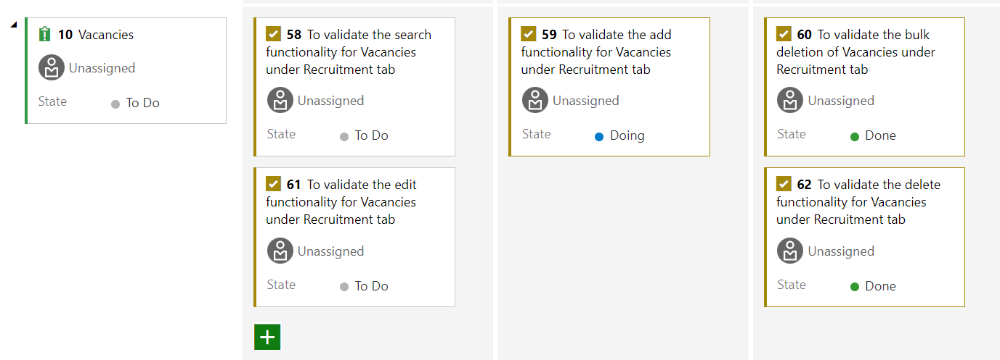 10 Vacancies
Unassigned
State To Do
58 To validate the search
functionality for Vacancies
under Recruitment tab
Unassigned
State To Do
61 To validate the edit
functionality for Vacancies
under Recruitment tab
Unassigned
State To Do
59 To validate the add
functionality for Vacancies
under Recruitment tab
Unassigned
State Doing
60 To validate the bulk
deletion of Vacancies under
Recruitment tab
Unassigned
State Done
62 To validate the delete
functionality for Vacancies
under Recruitment tab
Unassigned
State Done